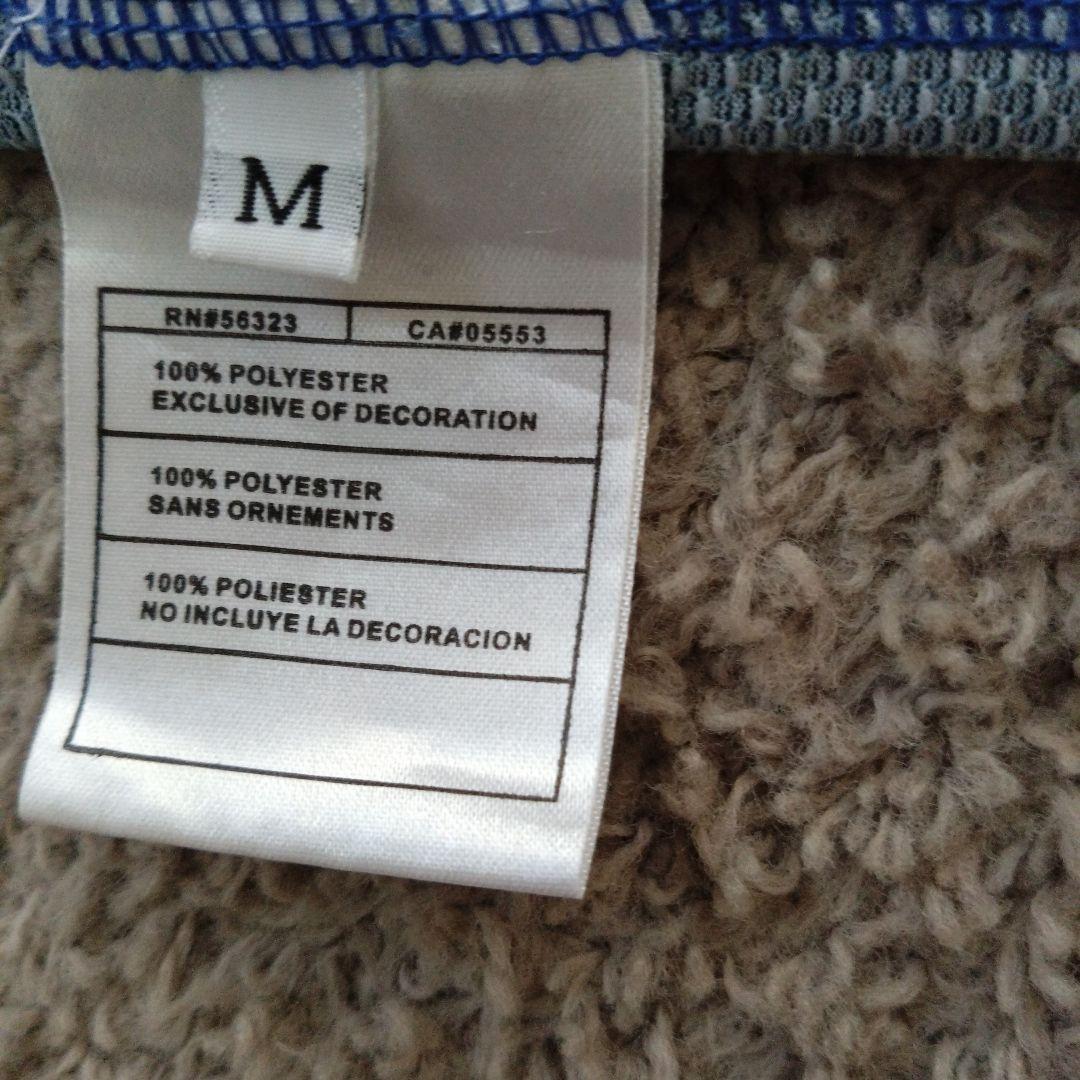 M
RN#56323 CA#05553
100% POLYESTER
EXCLUSIVE OF DECORATION
100% POLYESTER
SANS ORNEMENTS
100% POLIESTER
NO INCLUYE LA DECORACION